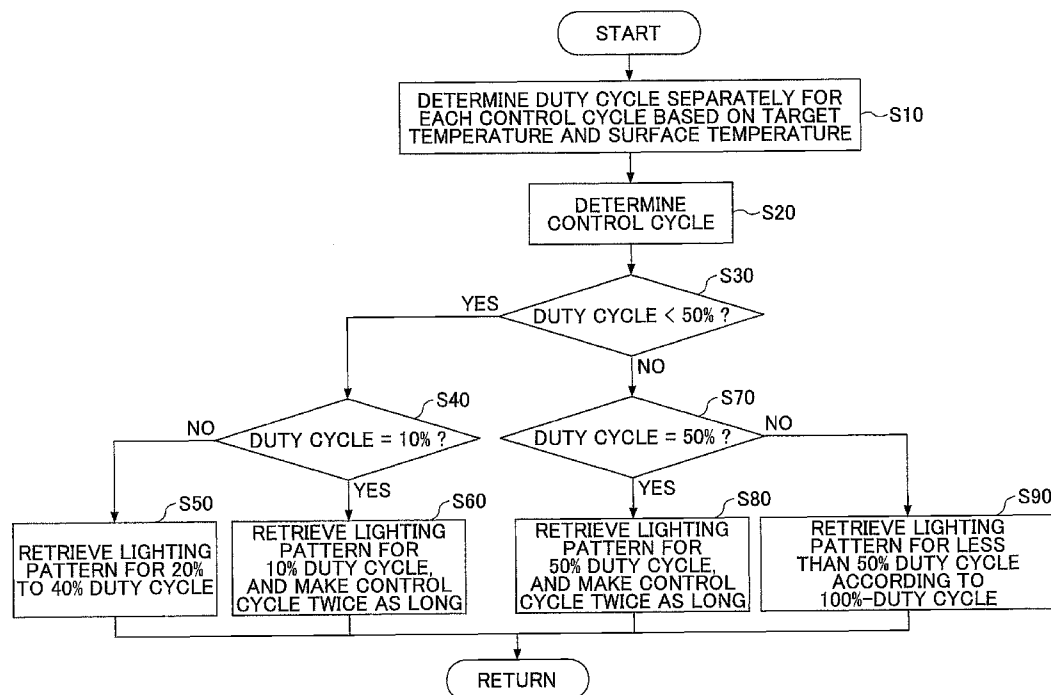 START
DETERMINE DUTY CYCLE SEPARATELY FOR
EACH CONTROL CYCLE BASED ON TARGET
TEMPERATURE AND SURFACE TEMPERATURE
S10
DETERMINE
CONTROL CYCLE
S20
S30
YES
DUTY CYCLE < 50% ?
NO
S40
NO
DUTY CYCLE = 10% ?
YES
S70
DUTY CYCLE = 50% ?
NO
YES
S50
RETRIEVE LIGHTING
PATTERN FOR 20%
TO 40% DUTY CYCLE
S60
RETRIEVE LIGHTING
PATTERN FOR
10% DUTY CYCLE,
AND MAKE CONTROL
CYCLE TWICE AS LONG
S80
RETRIEVE LIGHTING
PATTERN FOR
50% DUTY CYCLE,
AND MAKE CONTROL
CYCLE TWICE AS LONG
S90
RETRIEVE LIGHTING
PATTERN FOR LESS
THAN 50% DUTY CYCLE
ACCORDING TO
100%-DUTY CYCLE
RETURN